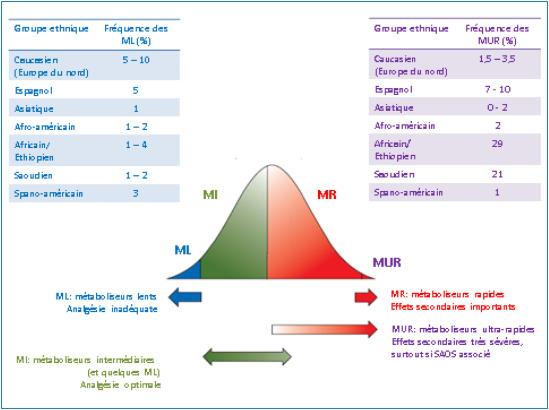 Groupe ethnique Fréquence des
ML (%)
Caucasien 5 – 10
(Europe du nord)
Espagnol 5
Asiatique 1
Afro-américain 1 – 2
Africain/ 1 – 4
Ethiopien
Saoudien 1 – 2
Spano-américain 3
Groupe ethnique Fréquence des
MUR (%)
Caucasien 1,5 – 3,5
(Europe du nord)
Espagnol 7 - 10
Asiatique 0 - 2
Afro-américain 2
Africain/ 29
Ethiopien
Saoudien 21
Spano-américain 1
MI MR
ML MUR
ML: métaboliseurs lents
Analgésie inadéquate
MR: métaboliseurs rapides
Effets secondaires importants
MUR: métaboliseurs ultra-rapides
Effets secondaires trés sévères,
surtout si SAOS associé
MI: métaboliseurs intermédiaires
(et quelques ML)
Analgésie optimale